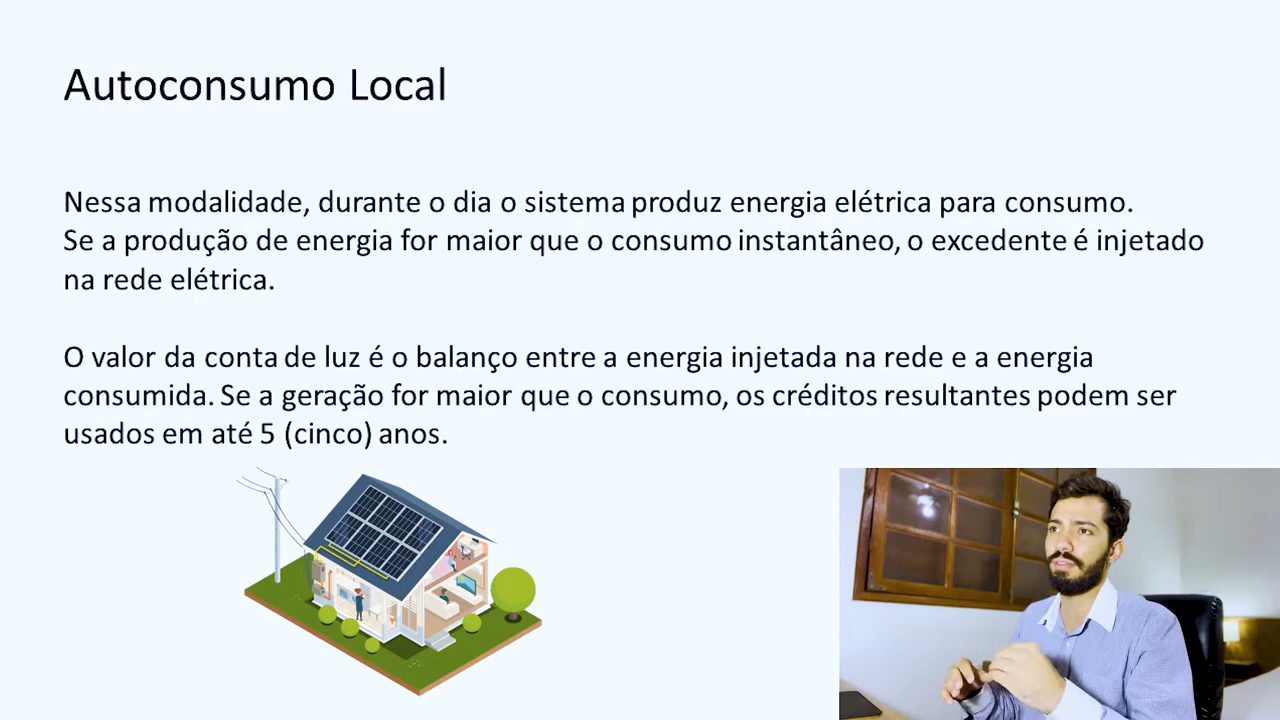 Autoconsumo Local
Nessa modalidade, durante o dia o sistema produz energia elétrica para consumo.
Se a produção de energia for maior que o consumo instantâneo, o excedente é injetado
na rede elétrica.
O valor da conta de luz é o balanço entre a energia injetada na rede e a energia
consumida. Se a geração for maior que o consumo, os créditos resultantes podem ser
usados em até 5 (cinco) anos.